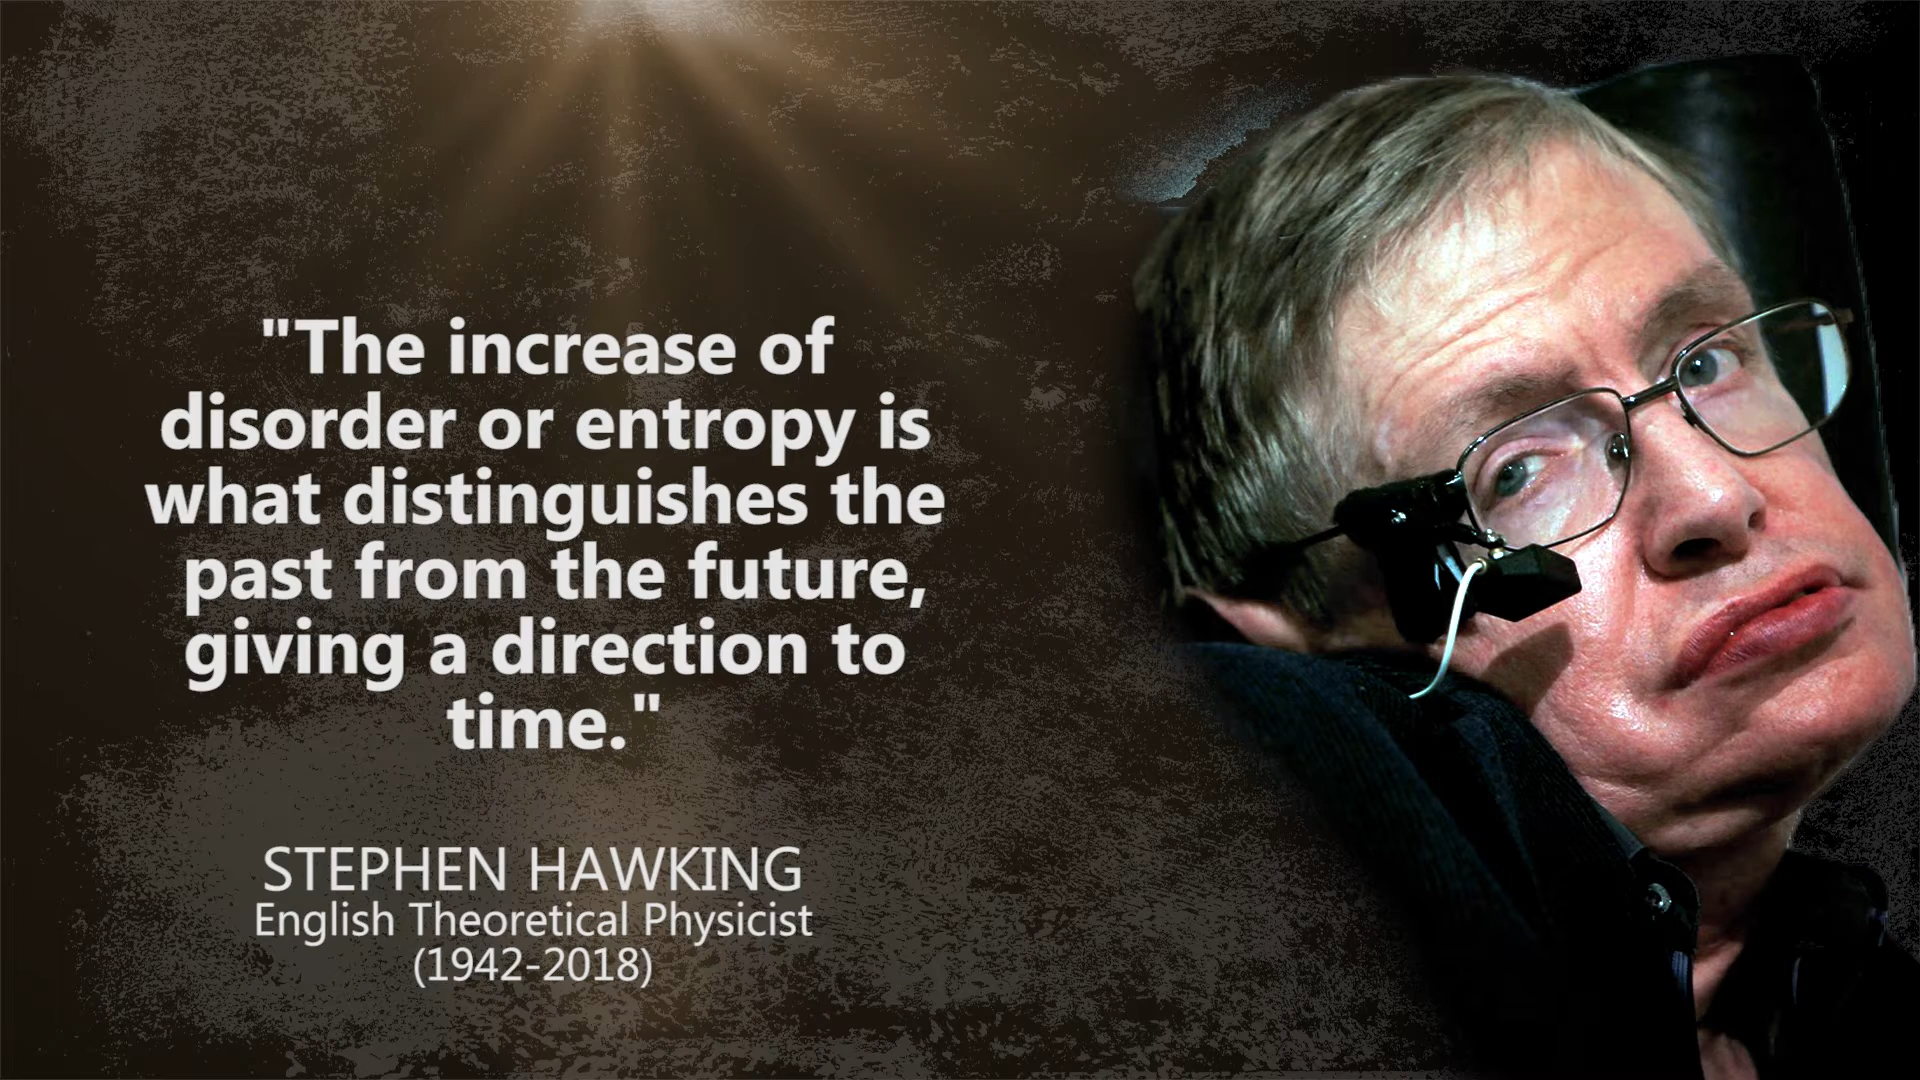 "The increase of
disorder or entropy is
what distinguishes the
past from the future,
giving a direction to
time."
STEPHEN HAWKING
English Theoretical Physicist
(1942-2018)